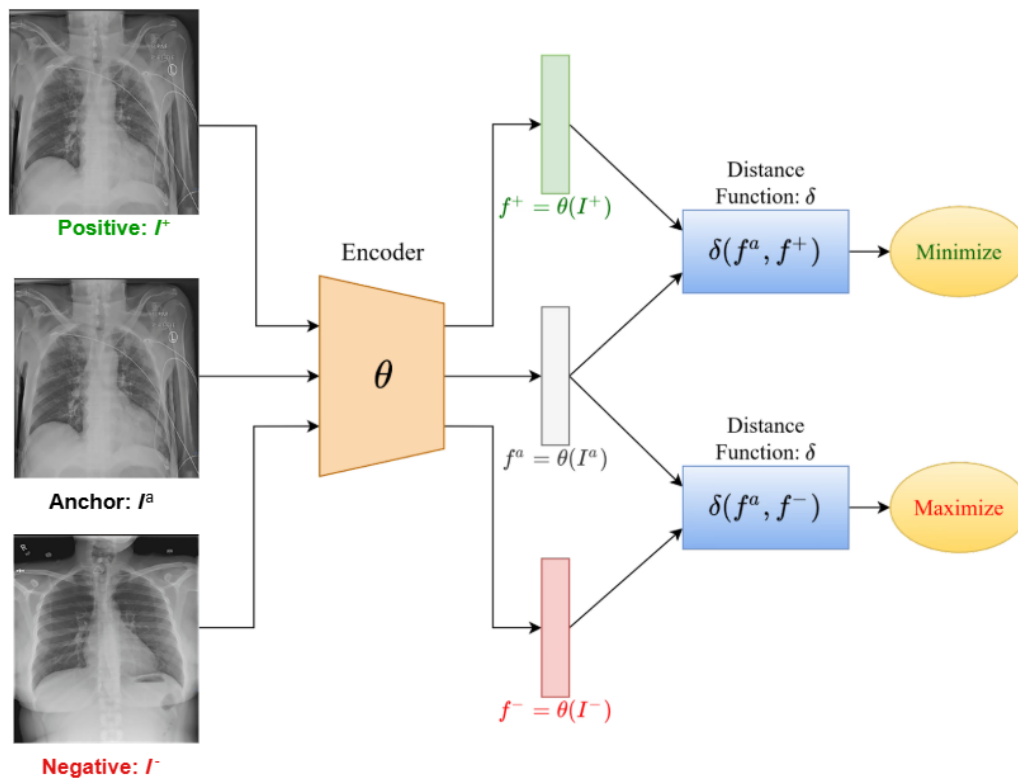 Positive: I⁺
Anchor: Iᵃ
Negative: I⁻
Encoder
θ
f⁺ = θ(I⁺)
fᵃ = θ(Iᵃ)
f⁻ = θ(I⁻)
Distance
Function: δ
δ(fᵃ, f⁺)
Minimize
Distance
Function: δ
δ(fᵃ, f⁻)
Maximize